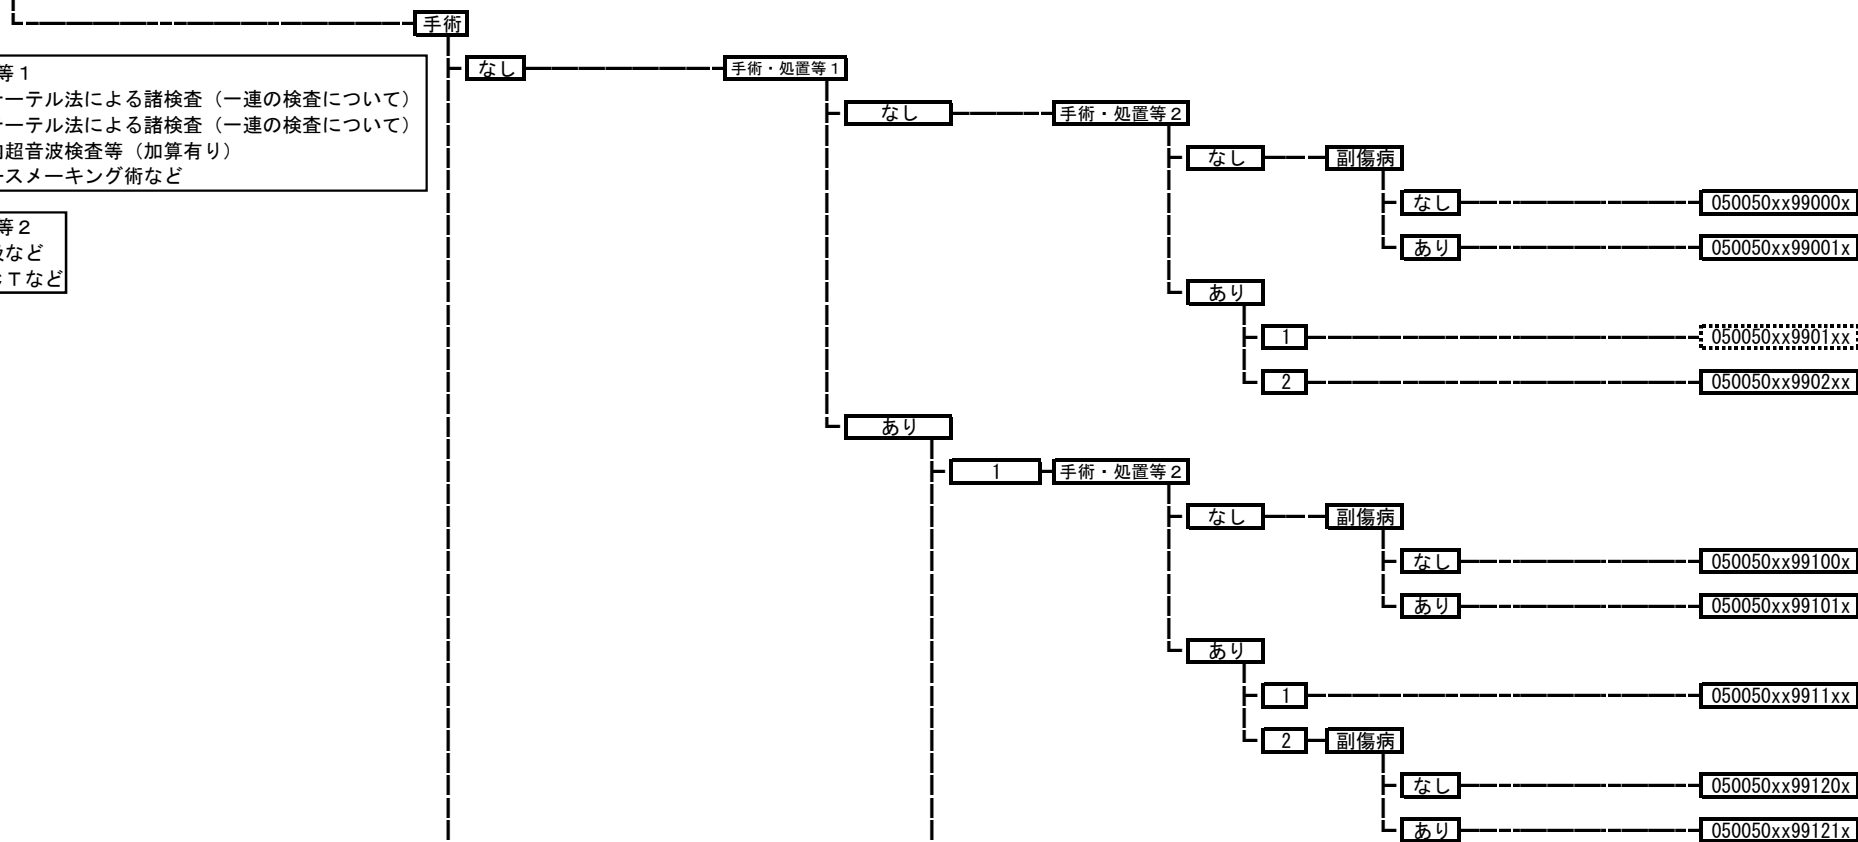 手術
等１
ーテル法による諸検査（一連の検査について）
ーテル法による諸検査（一連の検査について）
超音波検査等（加算有り）
スメーキング術など
等２
など
Ｔなど
なし
手術・処置等１
なし
手術・処置等２
なし
副傷病
なし
050050xx99000x
あり
050050xx99001x
あり
1
050050xx9901xx
2
050050xx9902xx
あり
1
手術・処置等２
なし
副傷病
なし
050050xx99100x
あり
050050xx99101x
あり
1
050050xx9911xx
2
副傷病
なし
050050xx99120x
あり
050050xx99121x